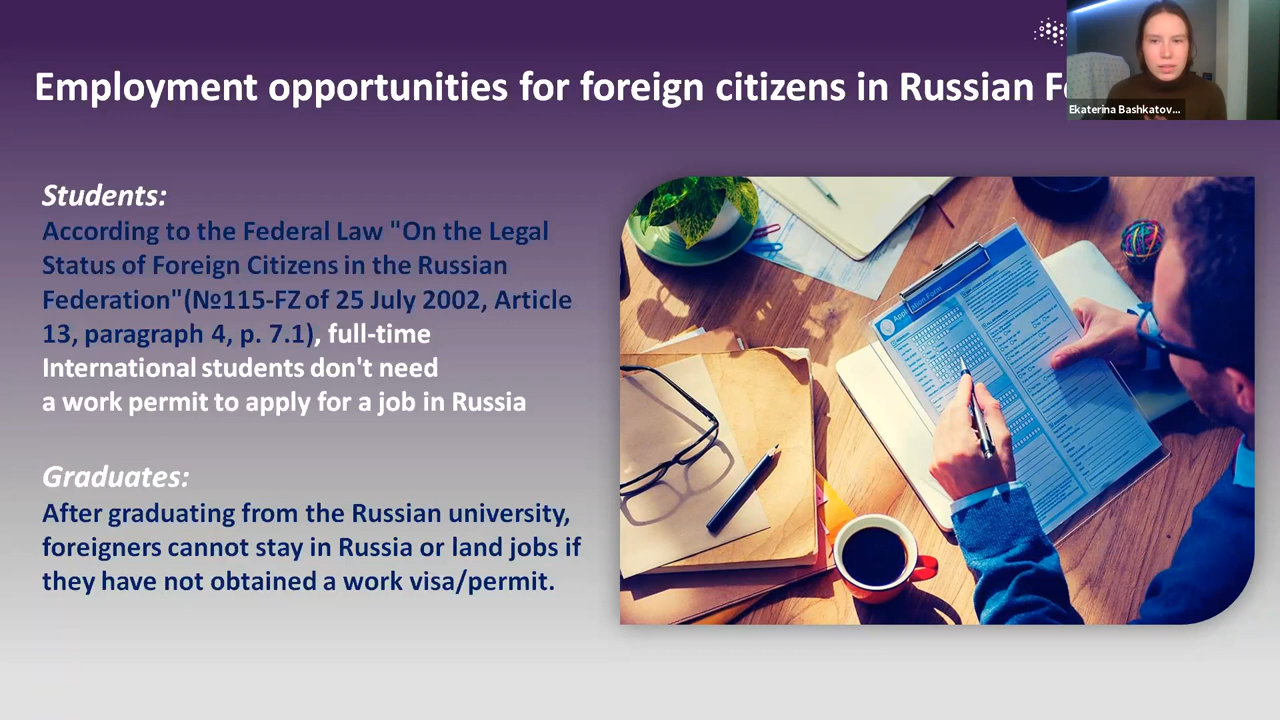 Employment opportunities for foreign citizens in Russian
Ekaterina Bashkatov...
Students:
According to the Federal Law "On the Legal
Status of Foreign Citizens in the Russian
Federation"(№115-FZ of 25 July 2002, Article
13, paragraph 4, p. 7.1), full-time
International students don't need
a work permit to apply for a job in Russia
Graduates:
After graduating from the Russian university,
foreigners cannot stay in Russia or land jobs if
they have not obtained a work visa/permit.
Application Form